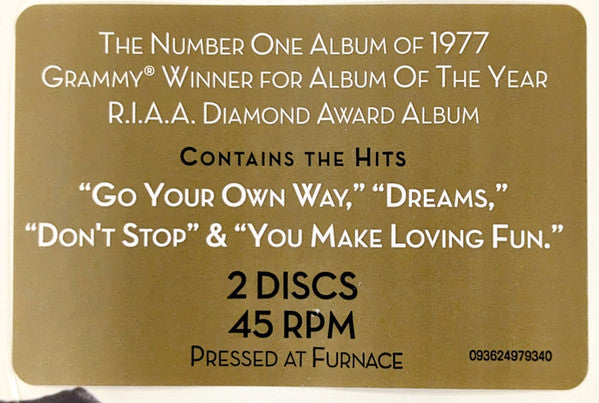 The Number One Album of 1977
Grammy® Winner for Album Of The Year
R.I.A.A. Diamond Award Album
Contains the Hits
“Go Your Own Way,” “Dreams,”
“Don't Stop” & “You Make Loving Fun.”
2 DISCS
45 RPM
Pressed at Furnace
093624979340